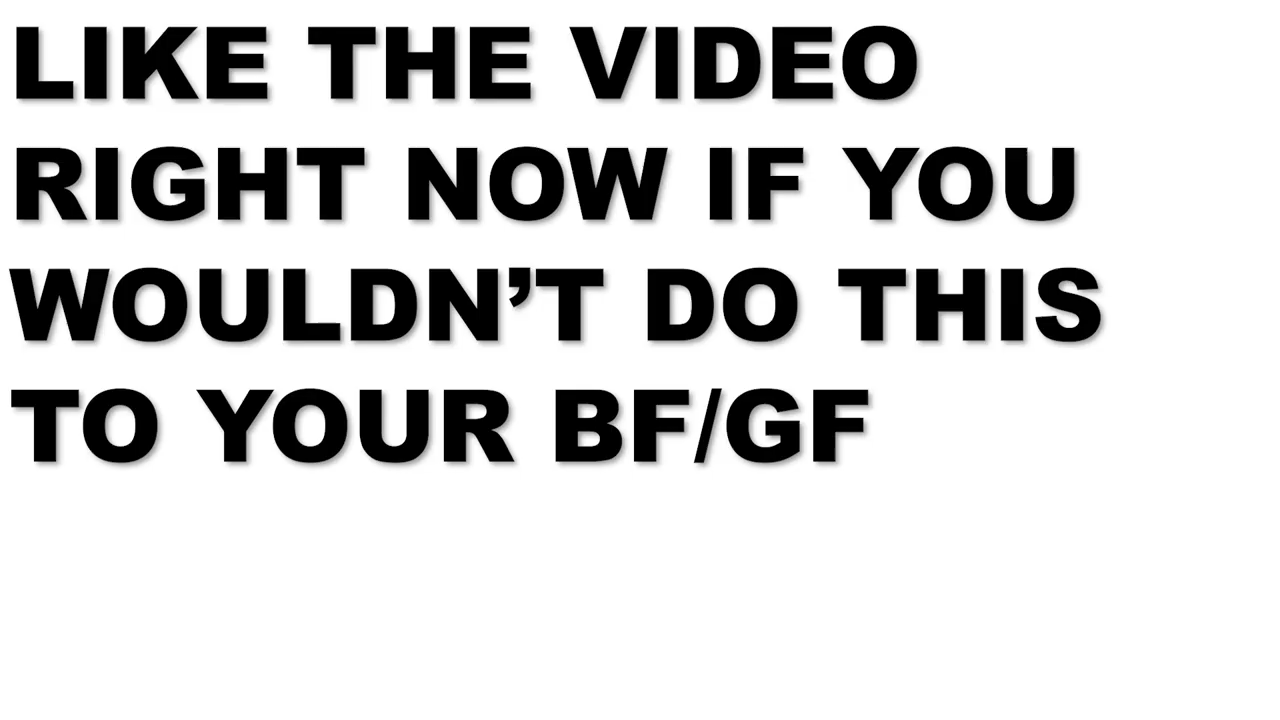 LIKE THE VIDEO
RIGHT NOW IF YOU
WOULDN’T DO THIS
TO YOUR BF/GF